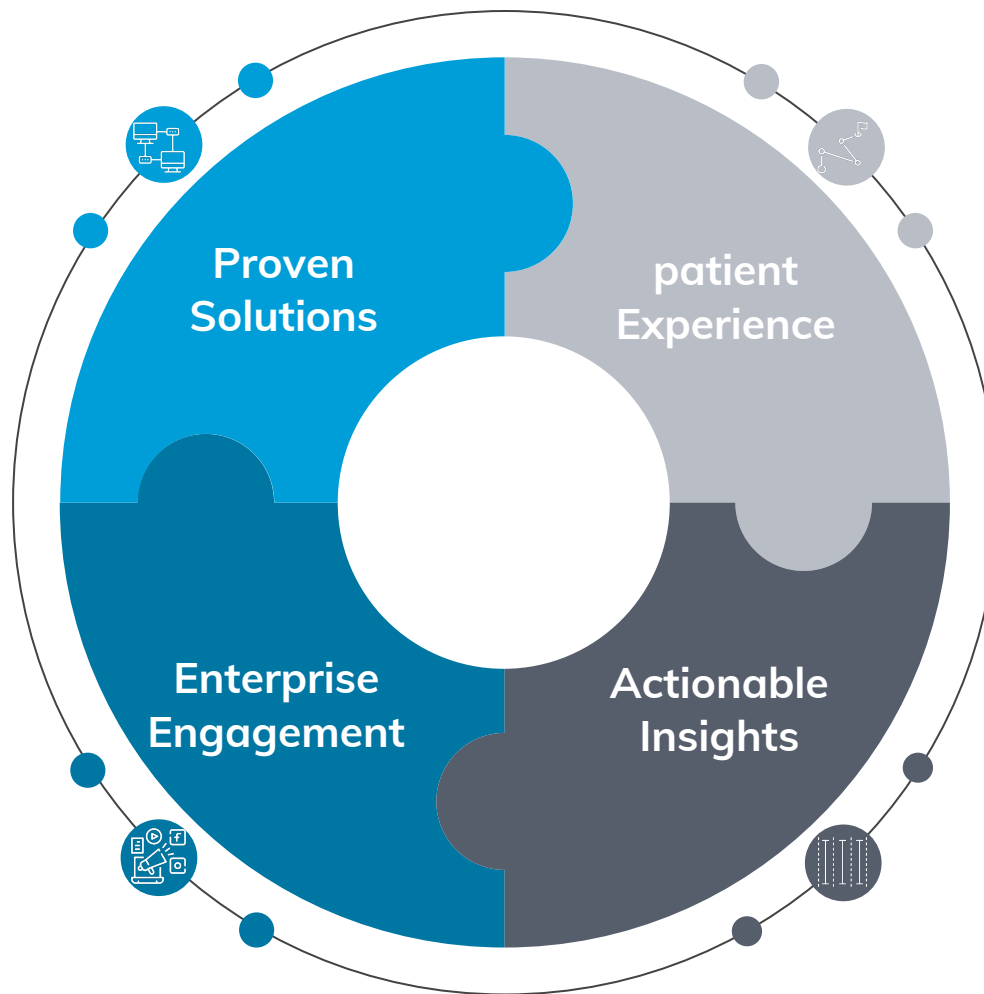 Proven
Solutions
patient
Experience
Enterprise
Engagement
Actionable
Insights